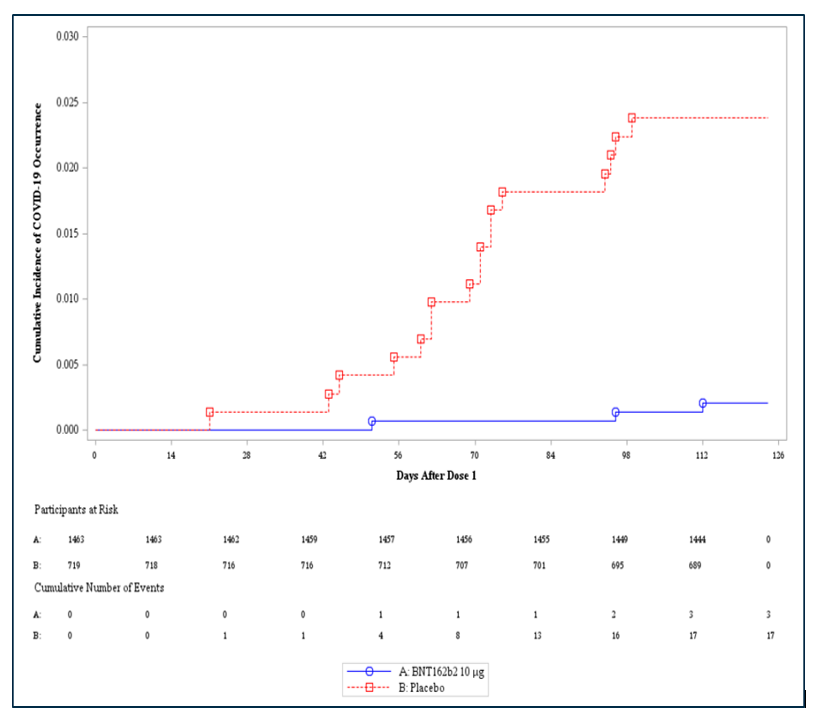 0.030
0.025
0.020
0.015
0.010
0.005
0.000
Cumulative Incidence of COVID-19 Occurrence
0 14 28 42 56 70 84 98 112 126
Days After Dose 1
Participants at Risk
A: 1463 1463 1462 1459 1457 1456 1455 1449 1444 0
B: 719 718 716 716 712 707 701 695 689 0
Cumulative Number of Events
A: 0 0 0 0 1 1 1 2 3 3
B: 0 0 1 1 4 8 13 16 17 17
A: BNT162b2 10 μg
B: Placebo